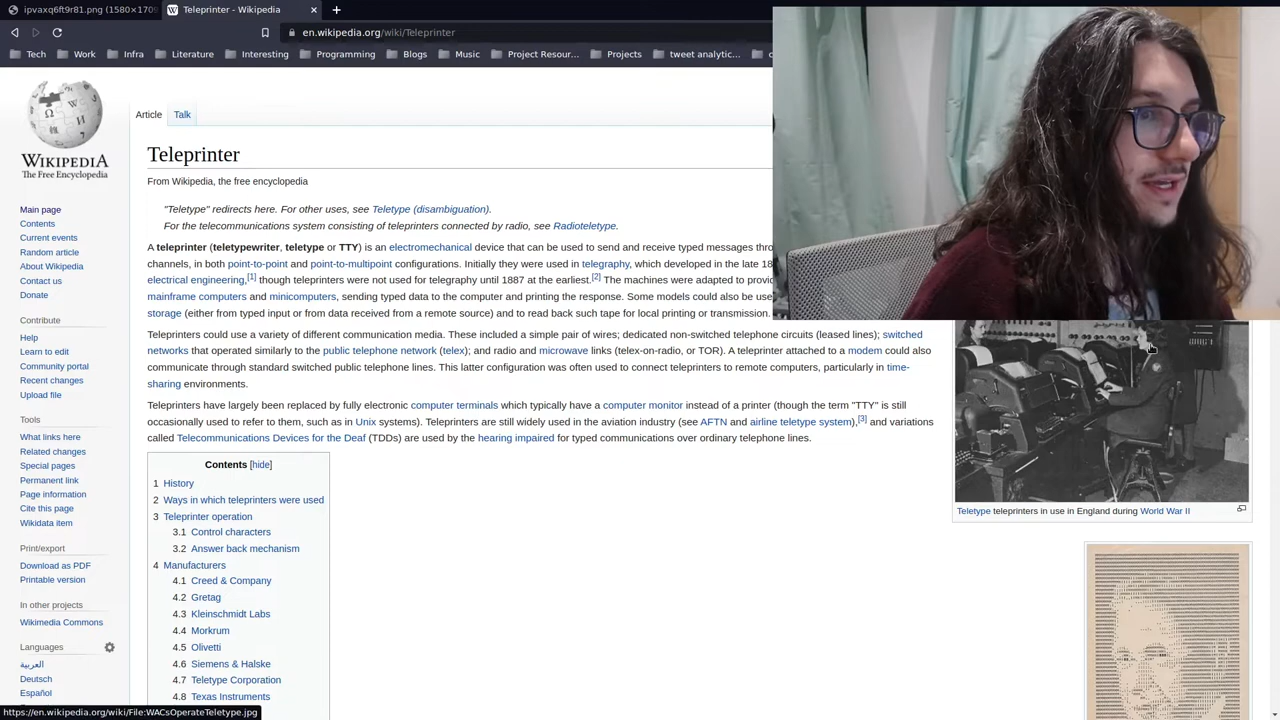 ipvaxq6ft9r81.png (1580×1709
Teleprinter - Wikipedia
en.wikipedia.org/wiki/Teleprinter
Tech Work Infra Literature Interesting Programming Blogs Music Project Resour... Projects tweet analytic...
WIKIPEDIA
The Free Encyclopedia
Main page
Contents
Current events
Random article
About Wikipedia
Contact us
Donate
Contribute
Help
Learn to edit
Community portal
Recent changes
Upload file
Tools
What links here
Related changes
Special pages
Permanent link
Page information
Cite this page
Wikidata item
Print/export
Download as PDF
Printable version
In other projects
Wikimedia Commons
Languages
العربية
Deutsch
Español
Article Talk
Teleprinter
From Wikipedia, the free encyclopedia
"Teletype" redirects here. For other uses, see Teletype (disambiguation).
For the telecommunications system consisting of teleprinters connected by radio, see Radioteletype.
A teleprinter (teletypewriter, teletype or TTY) is an electromechanical device that can be used to send and receive typed messages thro
channels, in both point-to-point and point-to-multipoint configurations. Initially they were used in telegraphy, which developed in the late 18
electrical engineering,[1] though teleprinters were not used for telegraphy until 1887 at the earliest.[2] The machines were adapted to provi
mainframe computers and minicomputers, sending typed data to the computer and printing the response. Some models could also be use
storage (either from typed input or from data received from a remote source) and to read back such tape for local printing or transmission.
Teleprinters could use a variety of different communication media. These included a simple pair of wires; dedicated non-switched telephone circuits (leased lines); switched
networks that operated similarly to the public telephone network (telex); and radio and microwave links (telex-on-radio, or TOR). A teleprinter attached to a modem could also
communicate through standard switched public telephone lines. This latter configuration was often used to connect teleprinters to remote computers, particularly in time-
sharing environments.
Teleprinters have largely been replaced by fully electronic computer terminals which typically have a computer monitor instead of a printer (though the term "TTY" is still
occasionally used to refer to them, such as in Unix systems). Teleprinters are still widely used in the aviation industry (see AFTN and airline teletype system),[3] and variations
called Telecommunications Devices for the Deaf (TDDs) are used by the hearing impaired for typed communications over ordinary telephone lines.
Contents [hide]
1 History
2 Ways in which teleprinters were used
3 Teleprinter operation
3.1 Control characters
3.2 Answer back mechanism
4 Manufacturers
4.1 Creed & Company
4.2 Gretag
4.3 Kleinschmidt Labs
4.4 Morkrum
4.5 Olivetti
4.6 Siemens & Halske
4.7 Teletype Corporation
4.8 Texas Instruments
Teletype teleprinters in use in England during World War II
https://en.wikipedia.org/wiki/File:WACsOperateTeletype.jpg